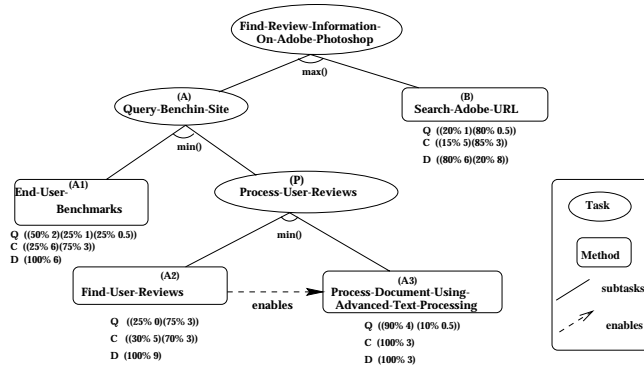 Find-Review-Information-
On-Adobe-Photoshop
max()
(A)
Query-Benchin-Site
(B)
Search-Adobe-URL
Q ((20% 1)(80% 0.5))
C ((15% 5)(85% 3))
D ((80% 6)(20% 8))
min()
(A1)
End-User-
Benchmarks
Q ((50% 2)(25% 1)(25% 0.5))
C ((25% 6)(75% 3))
D (100% 6)
(P)
Process-User-Reviews
min()
(A2)
Find-User-Reviews
Q ((25% 0)(75% 3))
C ((30% 5)(70% 3))
D (100% 9)
enables
(A3)
Process-Document-Using-
Advanced-Text-Processing
Q ((90% 4) (10% 0.5))
C (100% 3)
D (100% 3)
Task
Method
subtasks
enables